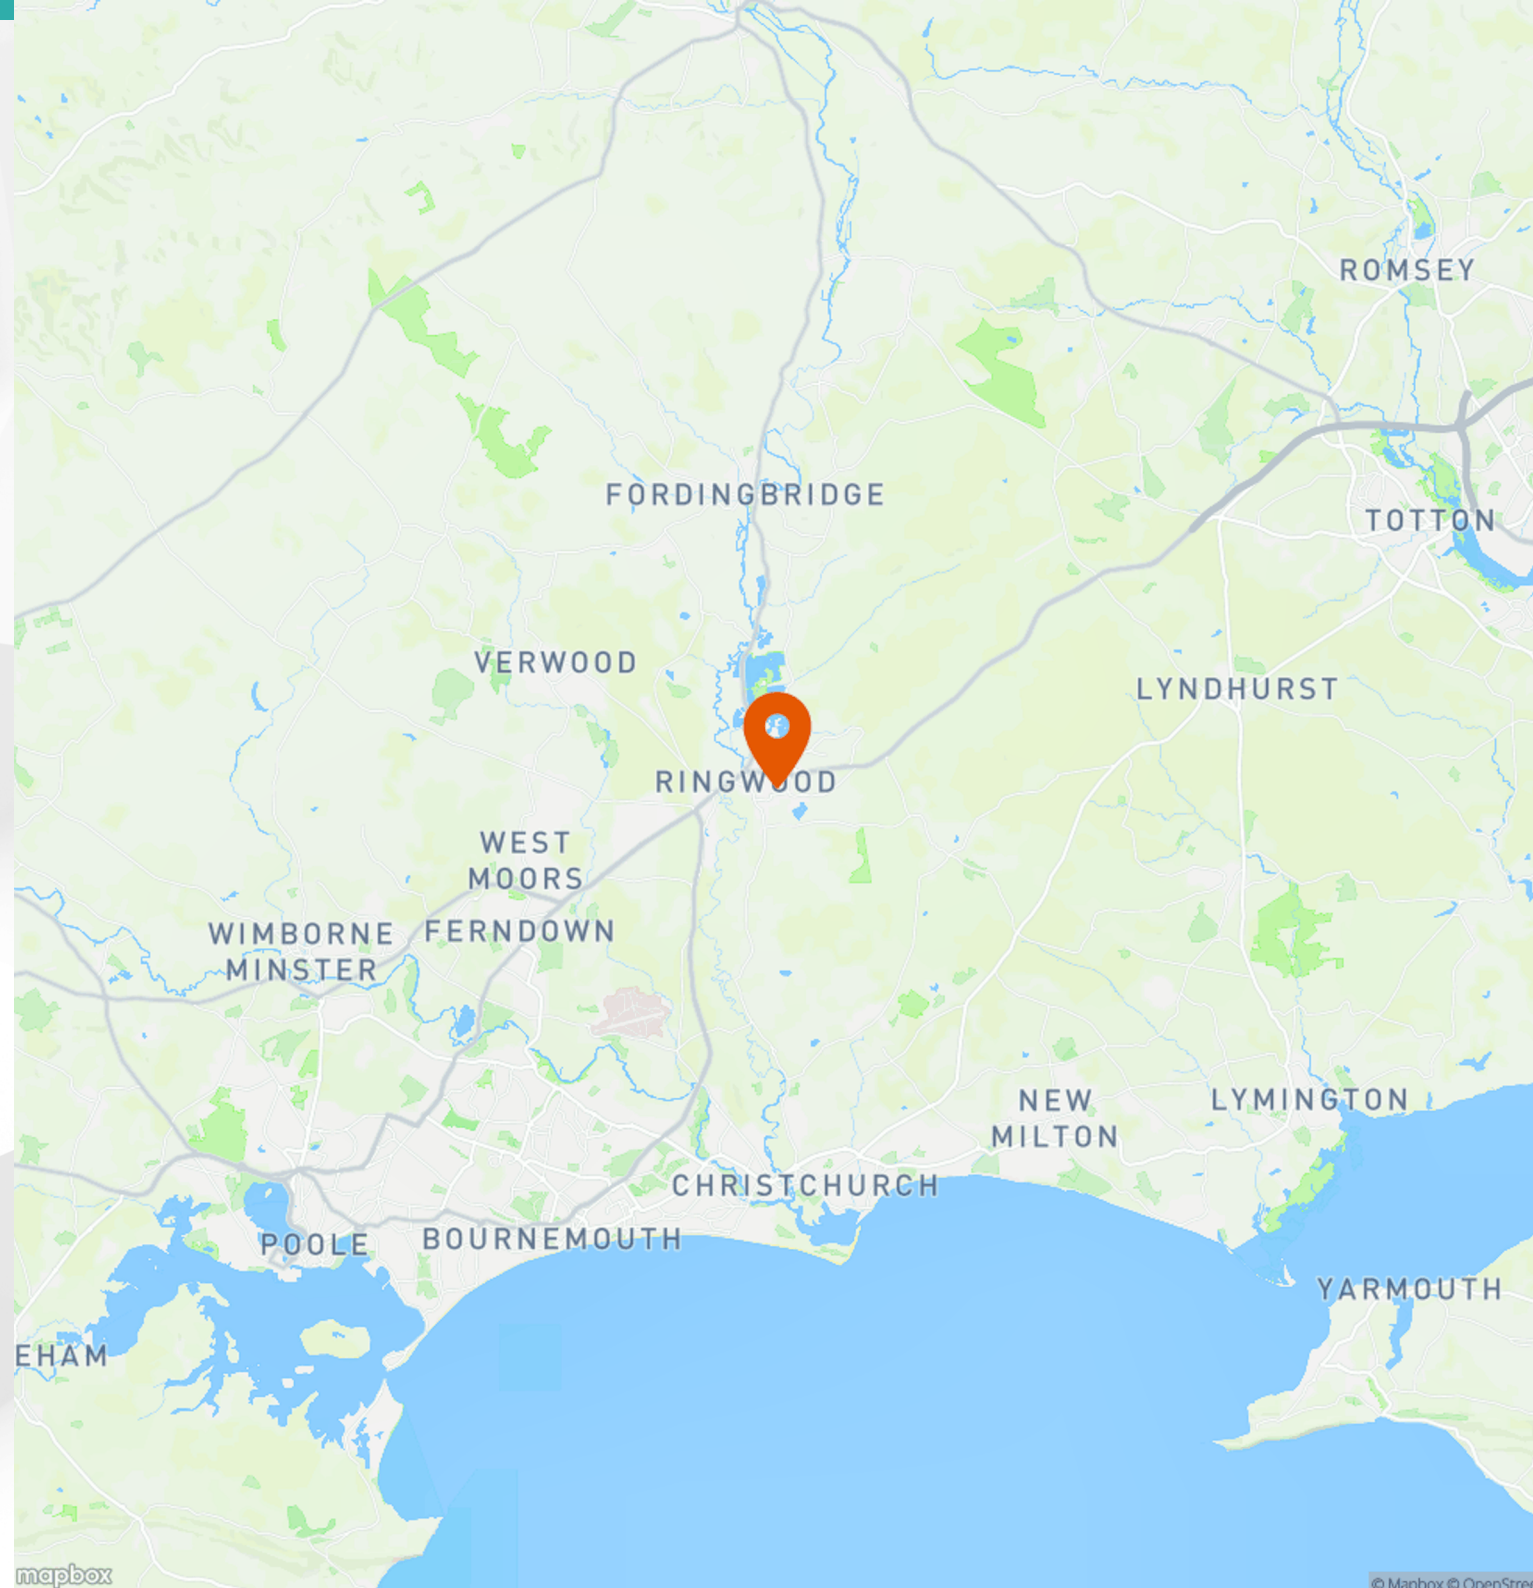 ROMSEY
FORDINGBRIDGE
TOTTON
VERWOOD
LYNDHURST
RINGWOOD
WEST
MOORS
WIMBORNE
MINSTER
FERNDOWN
NEW
MILTON
LYMINGTON
CHRISTCHURCH
POOLE
BOURNEMOUTH
YARMOUTH
EHAM
mapbox
© Mapbox © OpenStre